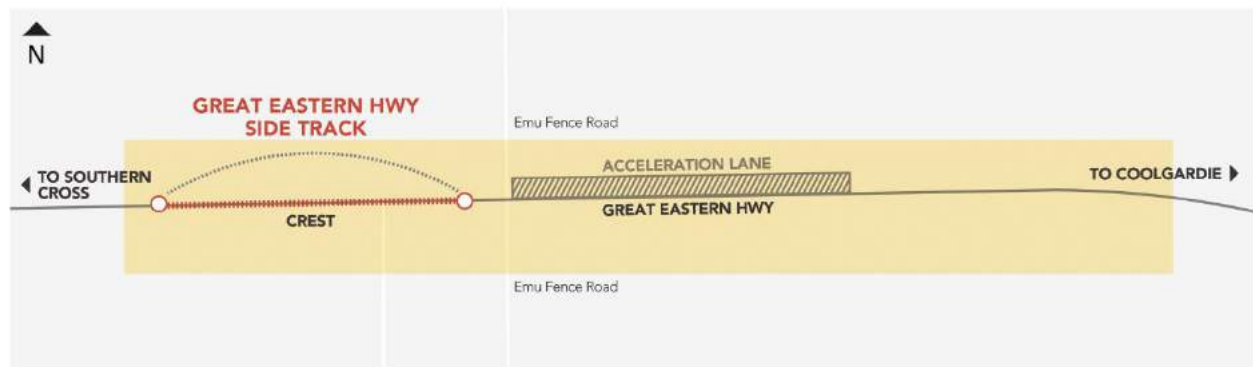 N
GREAT EASTERN HWY
SIDE TRACK
Emu Fence Road
TO SOUTHERN
CROSS
ACCELERATION LANE
TO COOLGARDIE
CREST
GREAT EASTERN HWY
Emu Fence Road